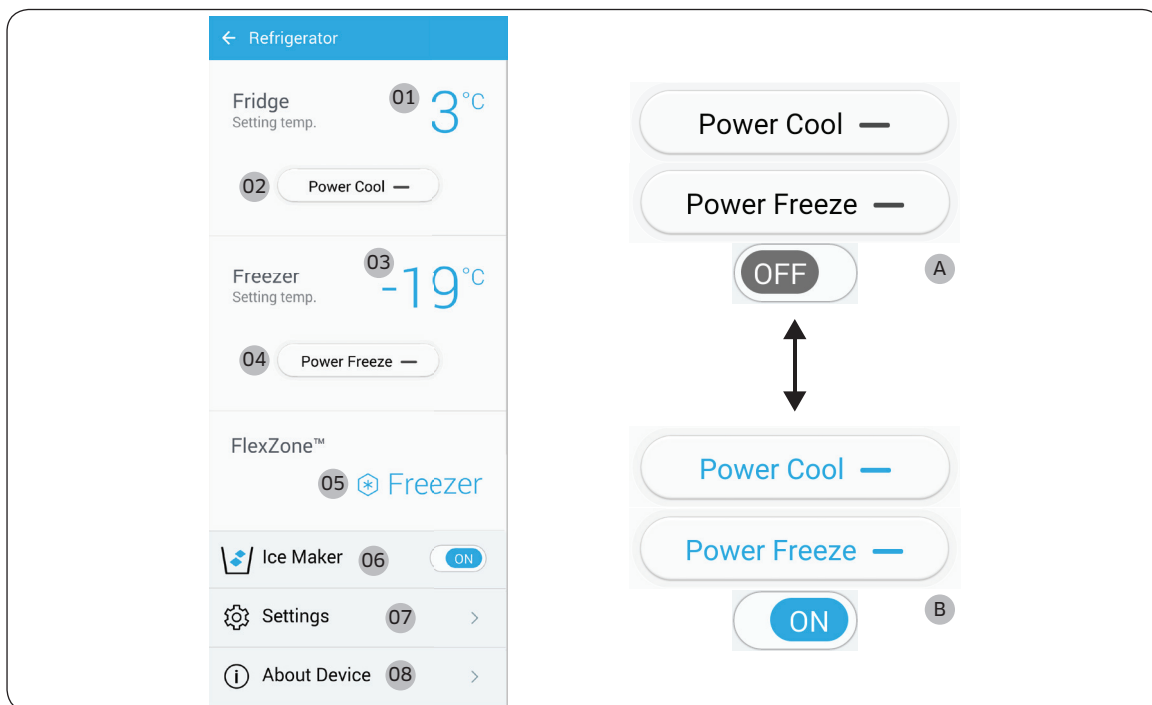 ← Refrigerator
Fridge
Setting temp.
01
3°C
02
Power Cool —
Freezer
Setting temp.
03
-19°C
04
Power Freeze —
FlexZone™
05
Freezer
Ice Maker
06
ON
Settings
07
>
About Device
08
>
Power Cool —
Power Freeze —
OFF
A
Power Cool —
Power Freeze —
ON
B